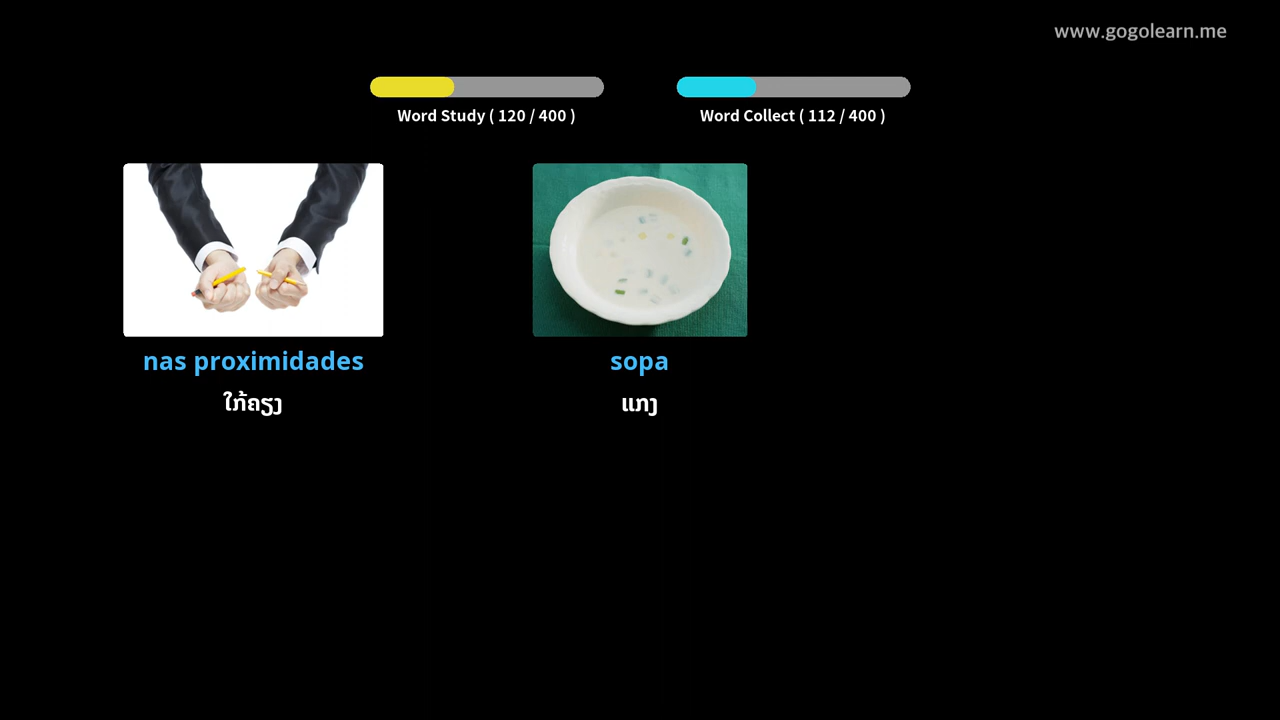 www.gogolearn.me
Word Study ( 120 / 400 )
Word Collect ( 112 / 400 )
nas proximidades
ໃກ້ຄຽງ
sopa
ແກງ